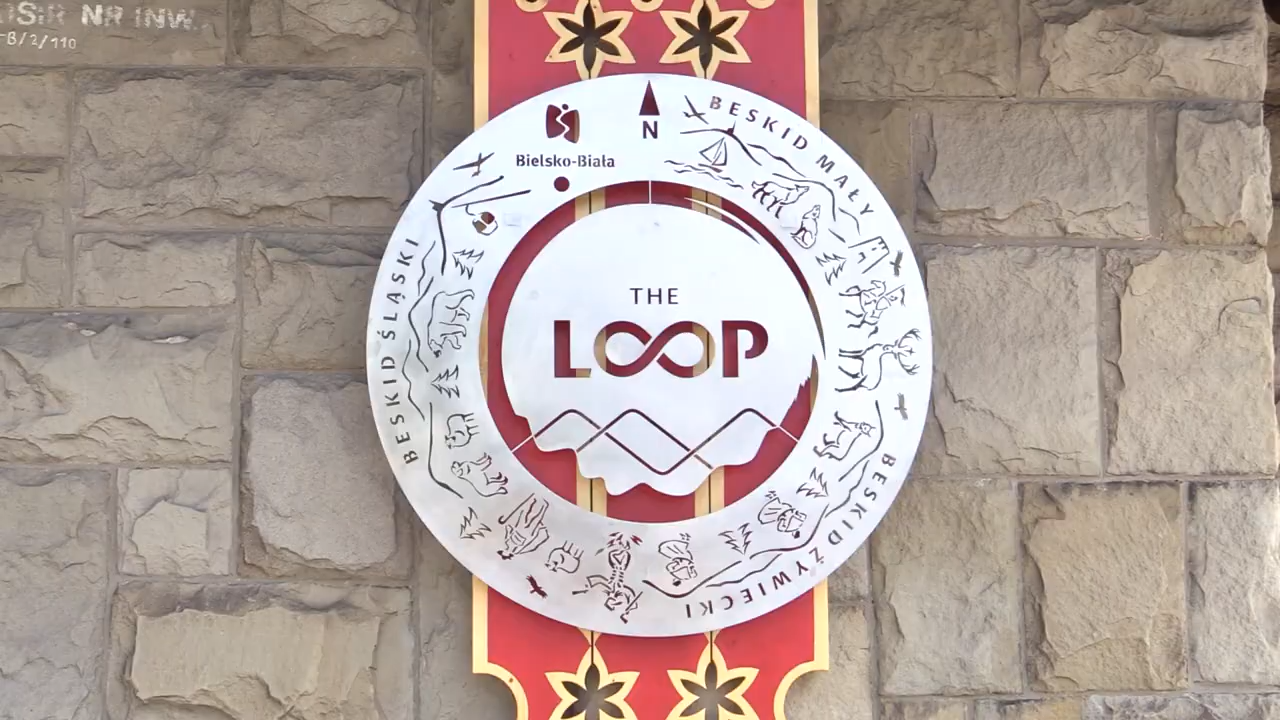 NR INW.
N
Bielsko-Biała
BESKID MAŁY
BESKID ŚLĄSKI
THE
LOOP
BESKID ŻYWIECKI